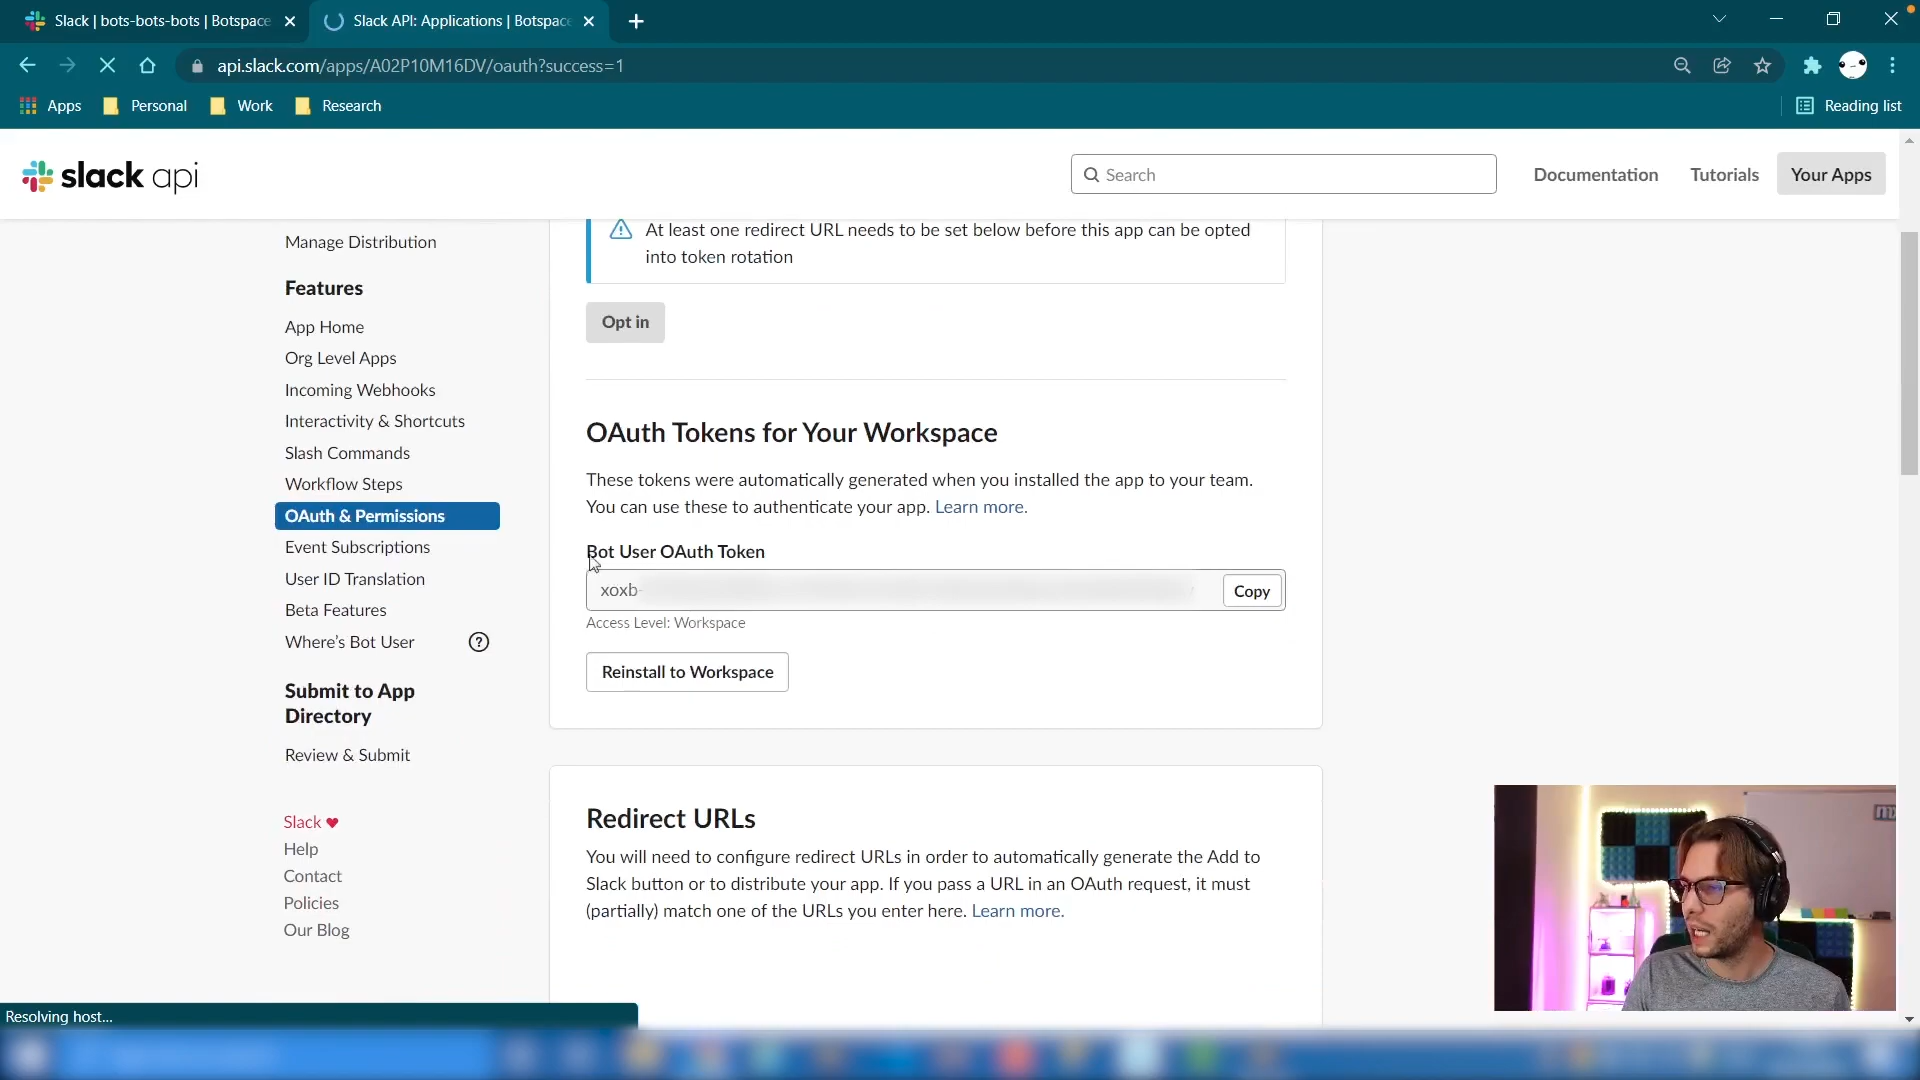 Slack | bots-bots-bots | Botspace
Slack API: Applications | Botspace
api.slack.com/apps/A02P10M16DV/oauth?success=1
Apps
Personal
Work
Research
Reading list
slack api
Search
Documentation
Tutorials
Your Apps
Manage Distribution
Features
App Home
Org Level Apps
Incoming Webhooks
Interactivity & Shortcuts
Slash Commands
Workflow Steps
OAuth & Permissions
Event Subscriptions
User ID Translation
Beta Features
Where's Bot User
?
Submit to App
Directory
Review & Submit
Slack
Help
Contact
Policies
Our Blog
At least one redirect URL needs to be set below before this app can be opted
into token rotation
Opt in
OAuth Tokens for Your Workspace
These tokens were automatically generated when you installed the app to your team.
You can use these to authenticate your app. Learn more.
Bot User OAuth Token
xoxb-
Copy
Access Level: Workspace
Reinstall to Workspace
Redirect URLs
You will need to configure redirect URLs in order to automatically generate the Add to
Slack button or to distribute your app. If you pass a URL in an OAuth request, it must
(partially) match one of the URLs you enter here. Learn more.
Resolving host...